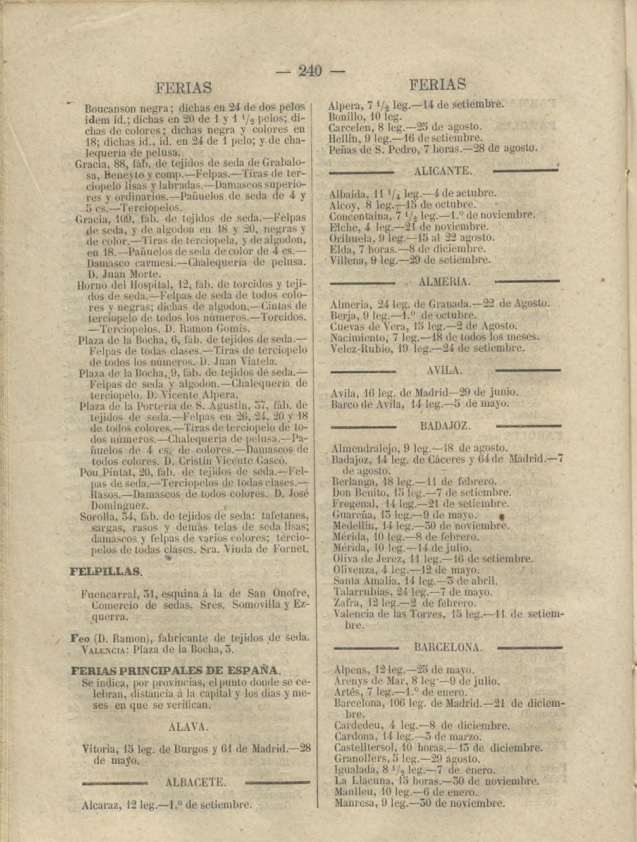 — 240 —
FERIAS
Boucanson negra; dichas en 24 de dos pelos
idem id.; dichas en 20 de 1 y 1 1/2 pelos; di-
chas de colores; dichas negra y colores en
18; dichas id., id. en 24 de 1 pelo; y de cha-
lequeria de pelusa.
Gracia, 88, fáb. de tejidos de seda de Grabalo-
sa, Beneyto y comp.—Felpas.—Tiras de ter-
ciopelo lisas y labradas.—Damascos superio-
res y ordinarios.—Pañuelos de seda de 4 y
5 cs.—Terciopelos.
Gracia, 109, fáb. de tejidos de seda.—Felpas
de seda, y de algodon en 18 y 20, negras y
de color.—Tiras de terciopela, y de algodon,
en 18.—Pañuelos de seda de color de 4 cs.—
Damasco carmesí.—Chalequería de pelusa.
D. Juan Morte.
Horno del Hospital, 12, fáb. de torcidos y teji-
dos de seda.—Felpas de seda de todos colo-
res y negras; dichas de algodon.—Cintas de
terciopelo de todos los números.—Torcidos.
—Terciopelos. D. Ramon Gomis.
Plaza de la Bocha, 6, fáb. de tejidos de seda.—
Felpas de todas clases.—Tiras de terciopelo
de todos los números. D. Juan Viatela.
Plaza de la Bocha, 9, fáb. de tejidos de seda.—
Felpas de seda y algodon.—Chalequería de
terciopelo. D. Vicente Alpera.
Plaza de la Porteria de S. Agustin, 37, fáb. de
tejidos de seda.—Felpas en 26, 24, 20 y 18
de todos colores.—Tiras de terciopelo de to-
dos números.—Chalequería de pelusa.—Pa-
ñuelos de 4 cs. de colores.—Damascos de
todos colores. D. Cristin Vicente Gascó.
Pou Pintat, 20, fáb. de tejidos de seda.—Fel-
pas de seda.—Terciopelos de todas clases.—
Rasos.—Damascos de todos colores. D. José
Dominguez.
Sorolla, 34, fáb. de tejidos de seda: tafetanes,
sargas, rasos y demás telas de seda lisas;
damascos y felpas de varios colores; tercio-
pelos de todas clases. Sra. Viuda de Fornet.
FELPILLAS.
Fuencarral, 31, esquina á la de San Onofre,
Comercio de sedas. Sres. Somovilla y Ez-
querra.
Feo (D. Ramon), fabricante de tejidos de seda.
VALENCIA: Plaza de la Bocha, 5.
FERIAS PRINCIPALES DE ESPAÑA.
Se indica, por provincias, el punto donde se ce-
lebran, distancia á la capital y los dias y me-
ses en que se verifican.
ALAVA.
Vitoria, 15 leg. de Burgos y 61 de Madrid.—28
de mayo.
ALBACETE.
Alcaraz, 12 leg.—1.º de setiembre.
FERIAS
Alpera, 7 1/2 leg.—14 de setiembre.
Bonillo, 10 leg.
Carcelen, 8 leg.—25 de agosto.
Hellin, 9 leg.—16 de setiembre.
Peñas de S. Pedro, 7 horas.—28 de agosto.
ALICANTE.
Albaida, 11 1/4 leg.—4 de actubre.
Alcoy, 8 leg.—15 de octubre.
Concentaina, 7 1/2 leg.—1.º de noviembre.
Elche, 4 leg.—21 de noviembre.
Orihuela, 9 leg.—15 al 22 agosto.
Elda, 7 horas.—8 de diciembre.
Villena, 9 leg.—29 de setiembre.
ALMERIA.
Almeria, 24 leg. de Granada.—22 de Agosto.
Berja, 9 leg.—1.º de octubre.
Cuevas de Vera, 15 leg.—2 de Agosto.
Nacimiento, 7 leg.—18 de todos los meses.
Velez-Rubio, 19 leg.—24 de setiembre.
AVILA.
Avila, 16 leg. de Madrid—29 de junio.
Barco de Avila, 14 leg.—5 de mayo.
BADAJOZ.
Almendralejo, 9 leg.—18 de agosto.
Badajoz, 14 leg. de Cáceres y 64 de Madrid.—7
de agosto.
Berlanga, 18 leg.—11 de febrero.
Don Benito, 15 leg.—7 de setiembre.
Fregenal, 14 leg.—21 de setiembre.
Guareña, 15 leg.—9 de mayo.
Medellin, 14 leg.—30 de noviembre.
Mérida, 10 leg.—8 de febrero.
Mérida, 10 leg.—14 de julio.
Oliva de Jerez, 11 leg.—16 de setiembre.
Olivenza, 4 leg.—12 de mayo.
Santa Amalia, 14 leg.—3 de abril.
Talarrubias, 24 leg.—7 de mayo.
Zafra, 12 leg.—2 de febrero.
Valencia de las Torres, 15 leg.—11 de setiem-
bre.
BARCELONA.
Alpens, 12 leg.—25 de mayo.
Arenys de Mar, 8 leg—9 de julio.
Artés, 7 leg.—1.º de enero.
Barcelona, 106 leg. de Madrid.—21 de diciem-
bre.
Cardedeu, 4 leg.—8 de diciembre.
Cardona, 14 leg.—3 de marzo.
Castelltersol, 10 horas.—13 de diciembre.
Granollers, 5 leg.—29 agosto.
Igualada, 8 1/2 leg.—7 de enero.
La Llacuna, 15 horas.—30 de noviembre.
Manlleu, 10 leg.—6 de enero.
Manresa, 9 leg.—30 de noviembre.